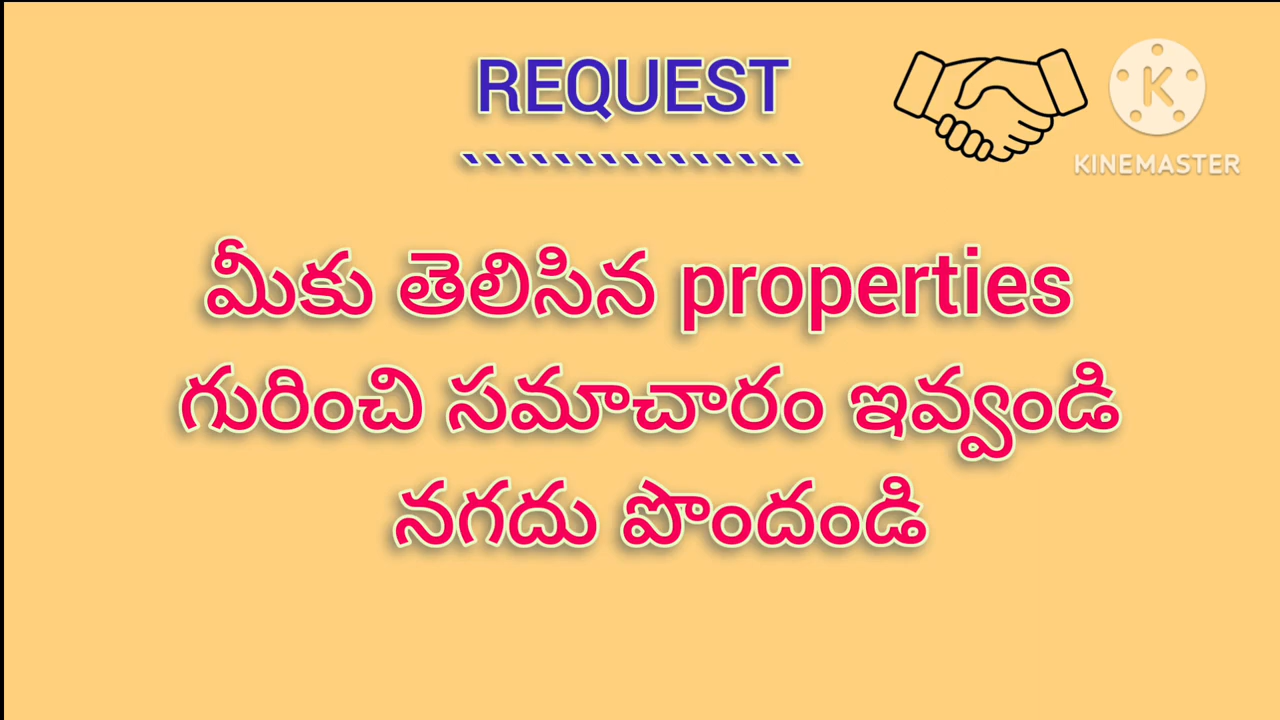 REQUEST
K
KINEMASTER
మీకు తెలిసిన properties
గురించి సమాచారం ఇవ్వండి
నగదు పొందండి